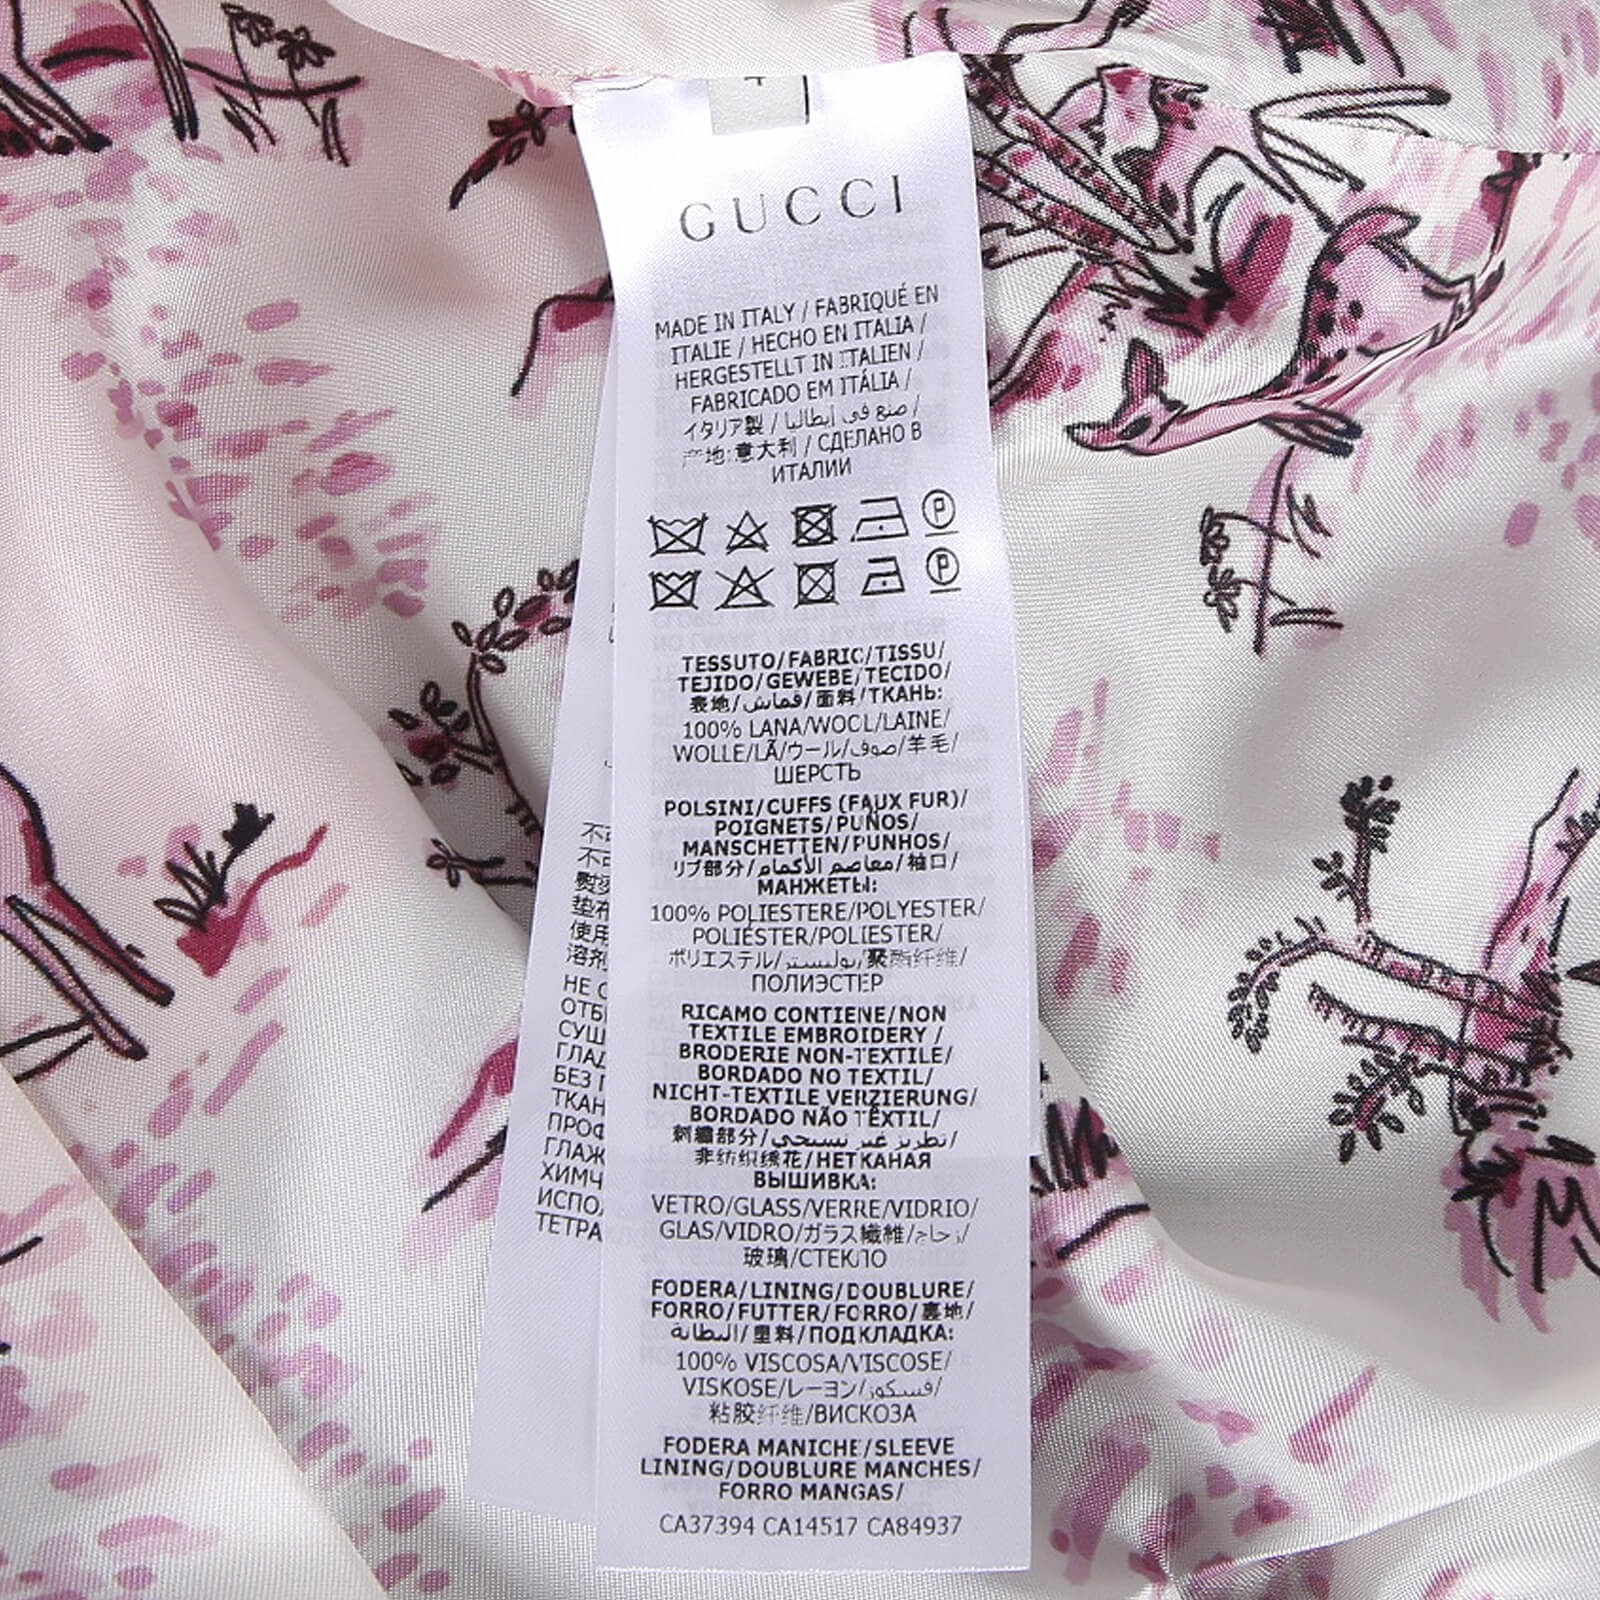 GUCCI
MADE IN ITALY / FABRIQUÉ EN
ITALIE / HECHO EN ITALIA /
HERGESTELLT IN ITALIEN /
FABRICADO EM ITÁLIA /
イタリア製 / صنع في إيطاليا /
产地:意大利 / СДЕЛАНО В
ИТАЛИИ
TESSUTO/FABRIC/TISSU/
TEJIDO/GEWEBE/TECIDO/
表地/قماش/面料/ТКАНЬ:
100% LANA/WOOL/LAINE/
WOLLE/LÃ/ウール/صوف/羊毛/
ШЕРСТЬ
POLSINI/CUFFS (FAUX FUR)/
POIGNETS/PUÑOS/
MANSCHETTEN/PUNHOS/
リブ部分/معاصم الأكمام/袖口/
МАНЖЕТЫ:
100% POLIESTERE/POLYESTER/
POLIÉSTER/POLIESTER/
ポリエステル/بوليستر/聚酯纤维/
ПОЛИЭСТЕР
RICAMO CONTIENE/NON
TEXTILE EMBROIDERY /
BRODERIE NON-TEXTILE/
BORDADO NO TEXTIL/
NICHT-TEXTILE VERZIERUNG/
BORDADO NÃO TÊXTIL/
刺繍部分/تطريز غير نسيجي/
非纺织绣花/НЕТКАНАЯ
ВЫШИВКА:
VETRO/GLASS/VERRE/VIDRIO/
GLAS/VIDRO/ガラス繊維/زجاج/
玻璃/СТЕКЛО
FODERA/LINING/DOUBLURE/
FORRO/FUTTER/FORRO/裏地/
البطانة/里料/ПОДКЛАДКА:
100% VISCOSA/VISCOSE/
VISKOSE/レーヨン/فسكوز/
粘胶纤维/ВИСКОЗА
FODERA MANICHE/SLEEVE
LINING/DOUBLURE MANCHES/
FORRO MANGAS/
CA37394 CA14517 CA84937